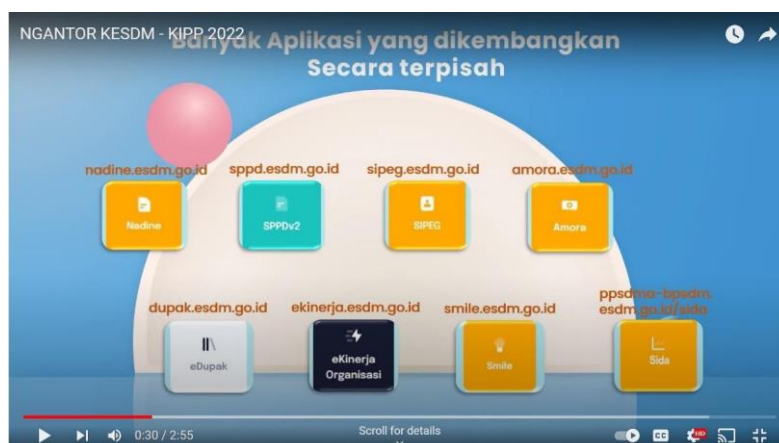 NGANTOR KESDM - KIPP 2022
Banyak Aplikasi yang dikembangkan
Secara terpisah
nadine.esdm.go.id
sppd.esdm.go.id
sipeg.esdm.go.id
amora.esdm.go.id
Nadine
SPPDv2
SIPEG
Amora
dupak.esdm.go.id
ekinerja.esdm.go.id
smile.esdm.go.id
ppsdma-bpsdm.
esdm.go.id/sida
eDupak
eKinerja
Organisasi
Smile
Sida
0:30 / 2:55
Scroll for details
CC
HD